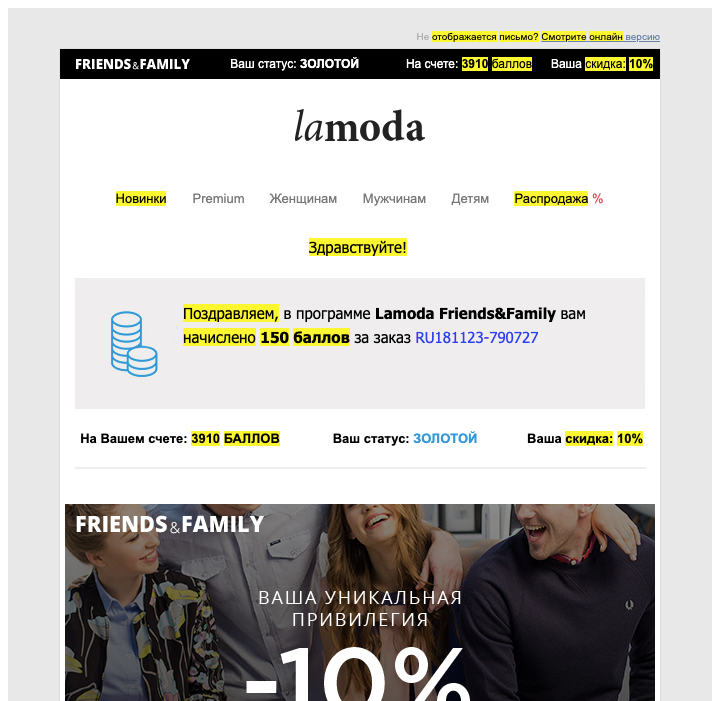 Не отображается письмо? Смотрите онлайн версию
FRIENDS&FAMILY Ваш статус: ЗОЛОТОЙ На счете: 3910 баллов Ваша скидка: 10%
lamoda
Новинки Premium Женщинам Мужчинам Детям Распродажа %
Здравствуйте!
Поздравляем, в программе Lamoda Friends&Family вам
начислено 150 баллов за заказ RU181123-790727
На Вашем счете: 3910 БАЛЛОВ Ваш статус: ЗОЛОТОЙ Ваша скидка: 10%
FRIENDS&FAMILY
ВАША УНИКАЛЬНАЯ
ПРИВИЛЕГИЯ
-10%